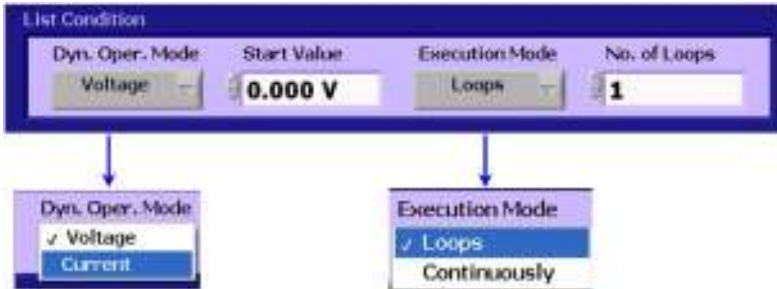 List Condition
Dyn. Oper. Mode Start Value Execution Mode No. of Loops
Voltage 0.000 V Loops 1
Dyn. Oper. Mode Execution Mode
✓ Voltage ✓ Loops
Current Continuously